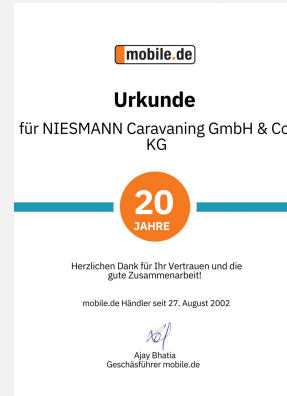 mobile.de
Urkunde
für NIESMANN Caravaning GmbH & Co
KG
20
JAHRE
Herzlichen Dank für Ihr Vertrauen und die
gute Zusammenarbeit!
mobile.de Händler seit 27. August 2002
Ajay Bhatia
Geschäsführer mobile.de